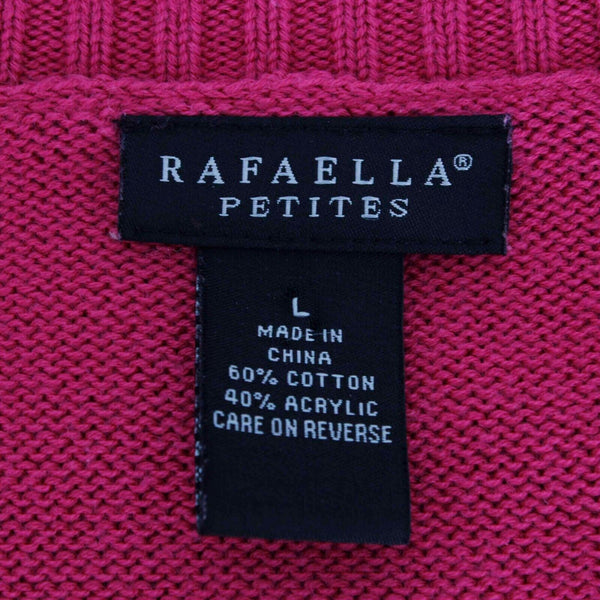 RAFAELLA®
PETITES
L
MADE IN
CHINA
60% COTTON
40% ACRYLIC
CARE ON REVERSE